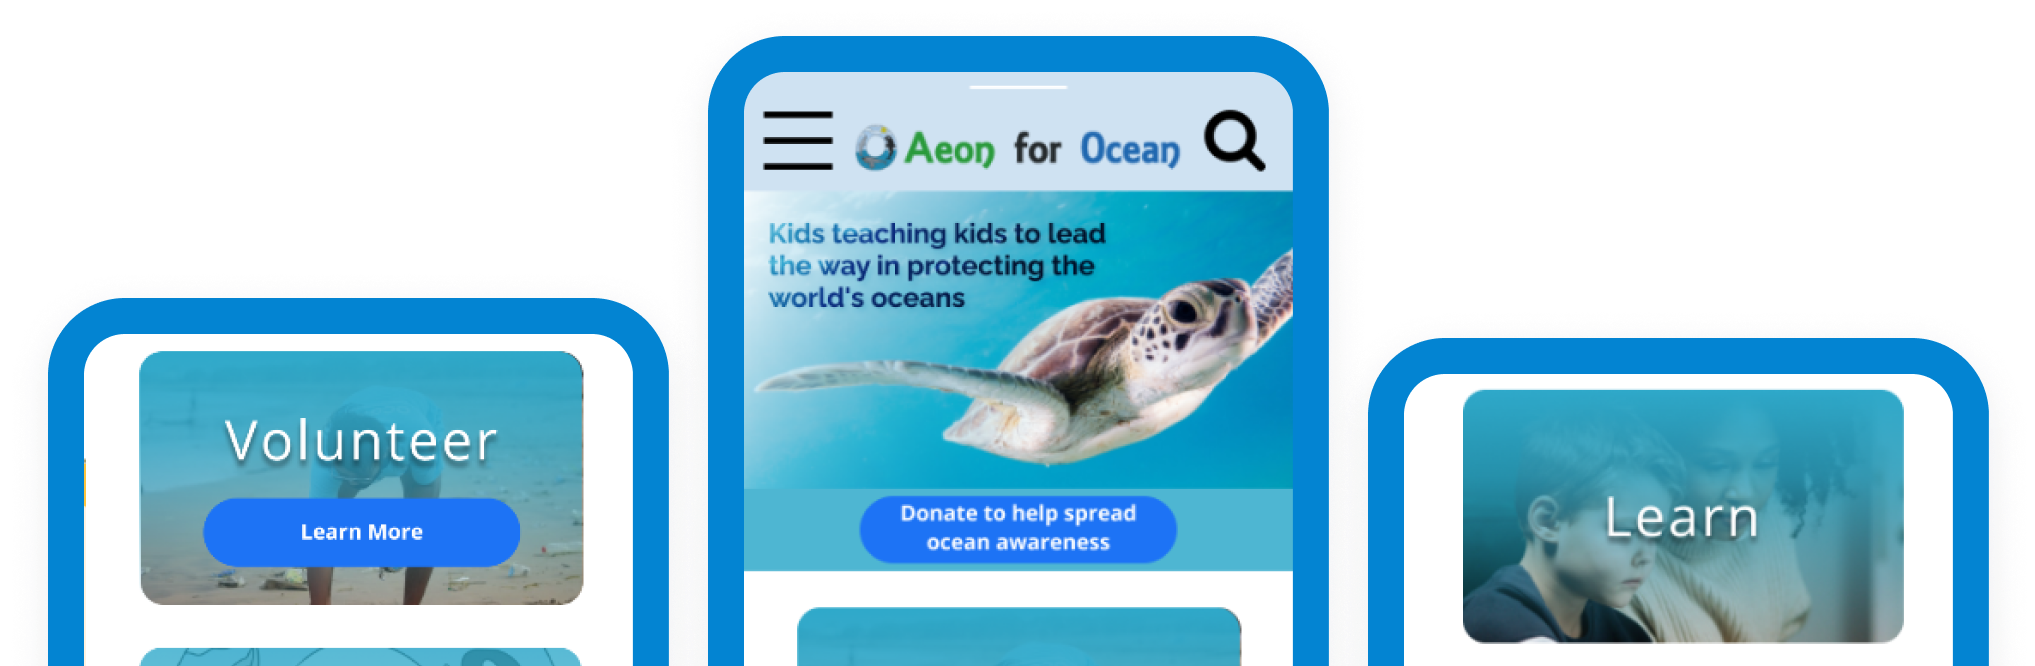 Aeon for Ocean
Kids teaching kids to lead
the way in protecting the
world's oceans
Donate to help spread
ocean awareness
Volunteer
Learn More
Learn